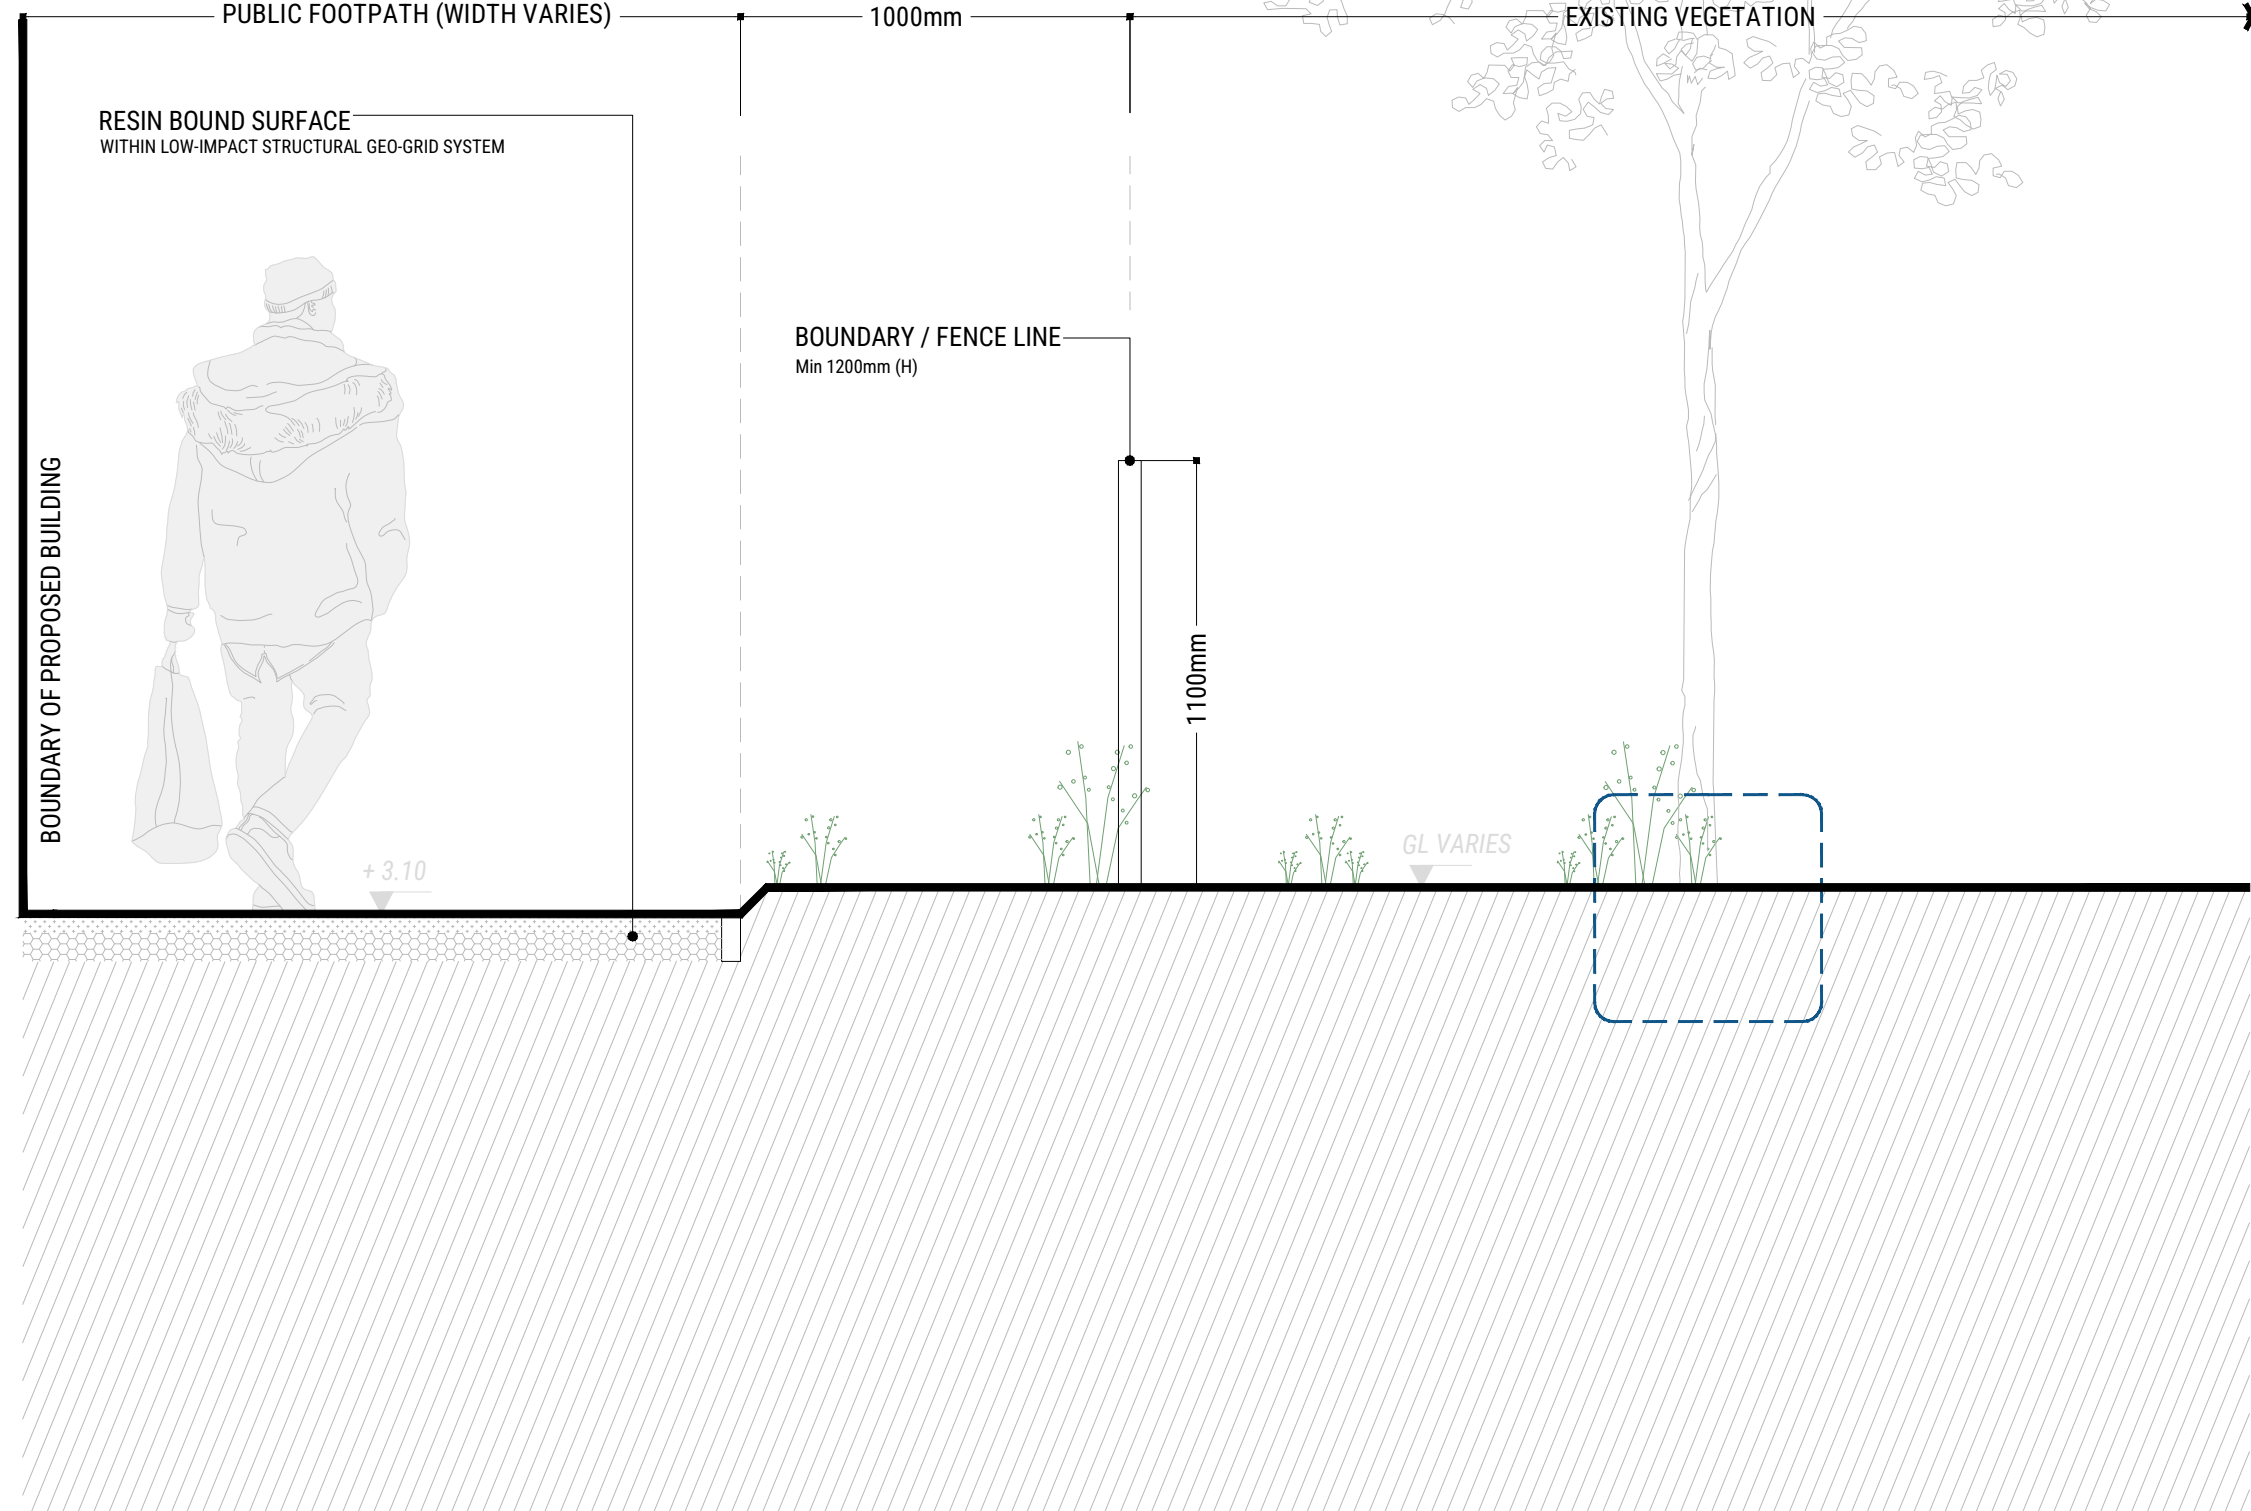 PUBLIC FOOTPATH (WIDTH VARIES)
1000mm
EXISTING VEGETATION
RESIN BOUND SURFACE
WITHIN LOW-IMPACT STRUCTURAL GEO-GRID SYSTEM
BOUNDARY / FENCE LINE
Min 1200mm (H)
BOUNDARY OF PROPOSED BUILDING
1100mm
GL VARIES
+ 3.10